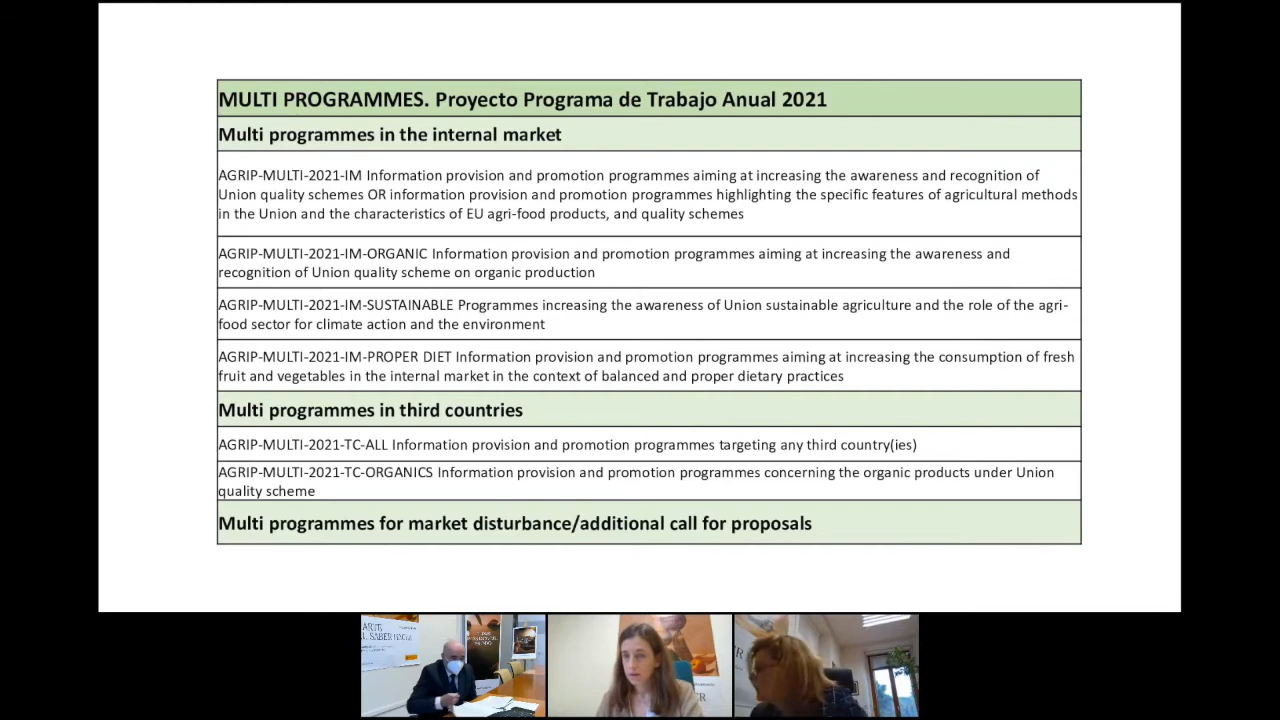 MULTI PROGRAMMES. Proyecto Programa de Trabajo Anual 2021
Multi programmes in the internal market
AGRIP-MULTI-2021-IM Information provision and promotion programmes aiming at increasing the awareness and recognition of
Union quality schemes OR information provision and promotion programmes highlighting the specific features of agricultural methods
in the Union and the characteristics of EU agri-food products, and quality schemes
AGRIP-MULTI-2021-IM-ORGANIC Information provision and promotion programmes aiming at increasing the awareness and
recognition of Union quality scheme on organic production
AGRIP-MULTI-2021-IM-SUSTAINABLE Programmes increasing the awareness of Union sustainable agriculture and the role of the agri-
food sector for climate action and the environment
AGRIP-MULTI-2021-IM-PROPER DIET Information provision and promotion programmes aiming at increasing the consumption of fresh
fruit and vegetables in the internal market in the context of balanced and proper dietary practices
Multi programmes in third countries
AGRIP-MULTI-2021-TC-ALL Information provision and promotion programmes targeting any third country(ies)
AGRIP-MULTI-2021-TC-ORGANICS Information provision and promotion programmes concerning the organic products under Union
quality scheme
Multi programmes for market disturbance/additional call for proposals